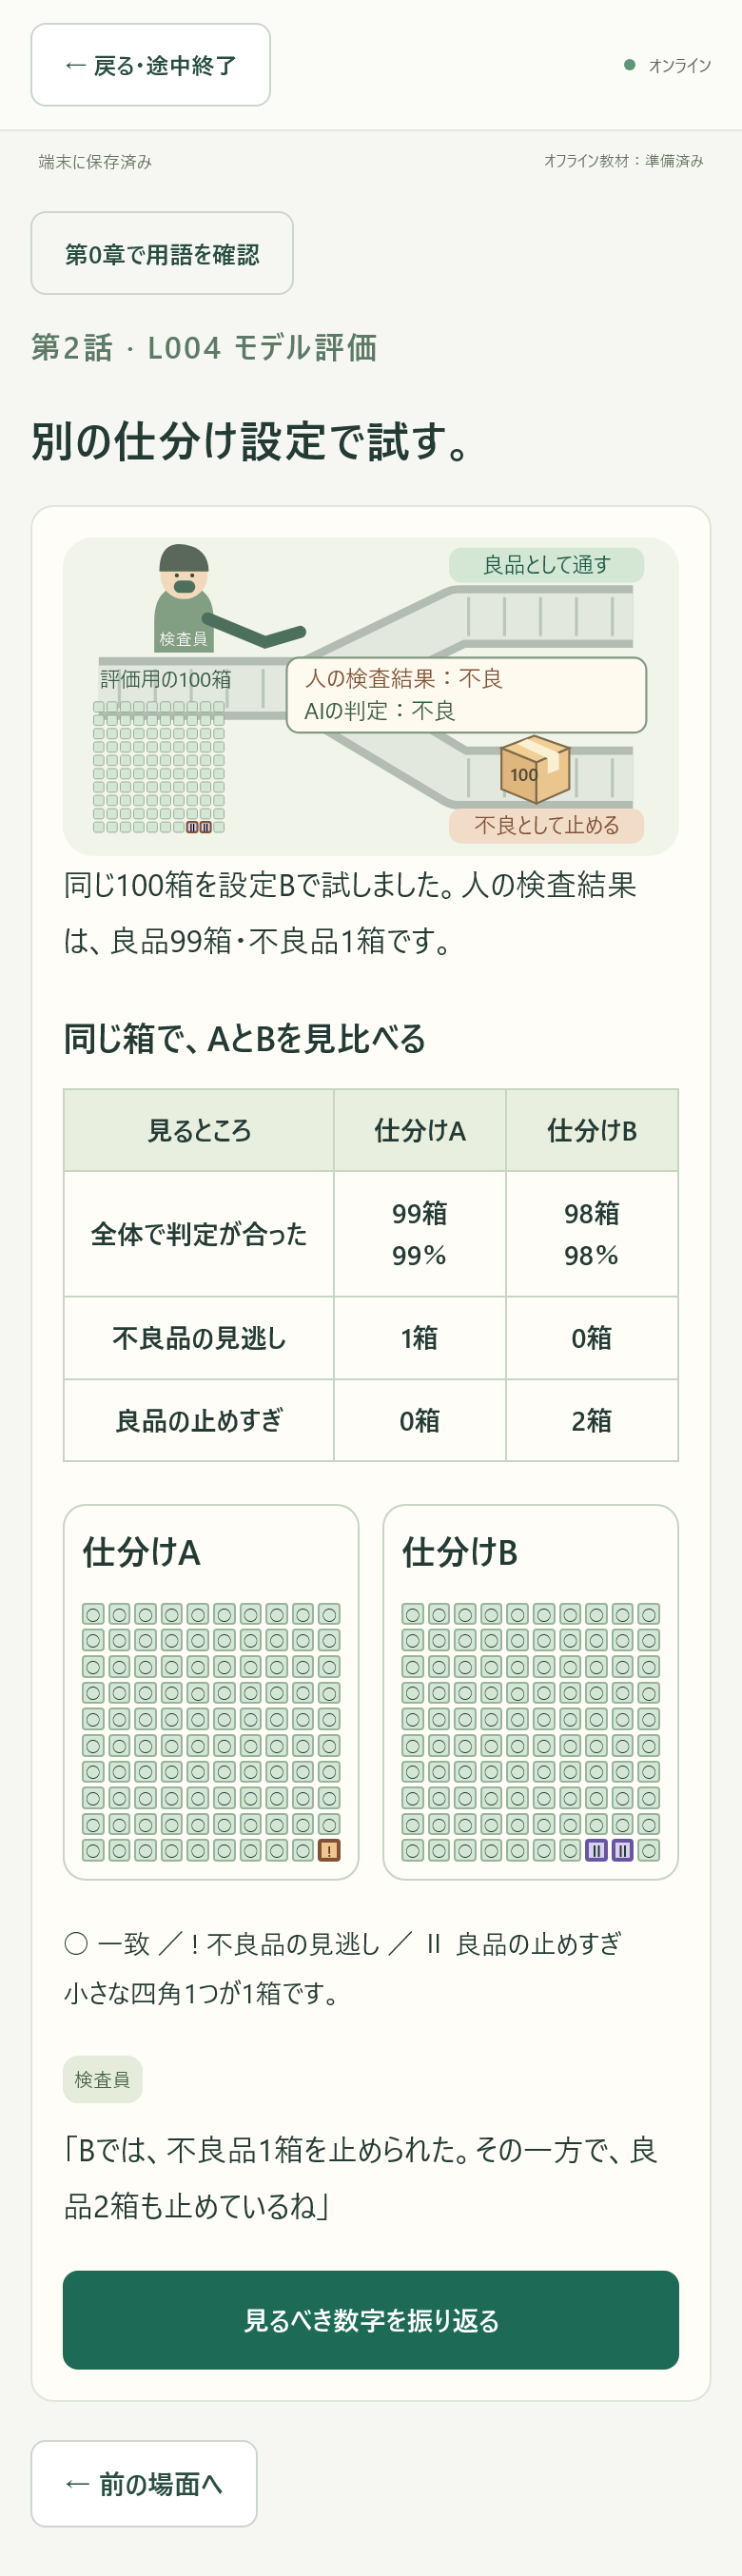 ← 戻る・途中終了
オンライン
端末に保存済み
オフライン教材：準備済み
第0章で用語を確認
第2話 · L004 モデル評価
別の仕分け設定で試す。
良品として通す
検査員
評価用の100箱
人の検査結果：不良
AIの判定：不良
100
不良として止める
同じ100箱を設定Bで試しました。人の検査結果
は、良品99箱・不良品1箱です。
同じ箱で、AとBを見比べる
見るところ 仕分けA 仕分けB
全体で判定が合った 99箱 98箱
99% 98%
不良品の見逃し 1箱 0箱
良品の止めすぎ 0箱 2箱
仕分けA
仕分けB
○ 一致 ／ ! 不良品の見逃し ／ II 良品の止めすぎ
小さな四角1つが1箱です。
検査員
「Bでは、不良品1箱を止められた。その一方で、良
品2箱も止めているね」
見るべき数字を振り返る
← 前の場面へ